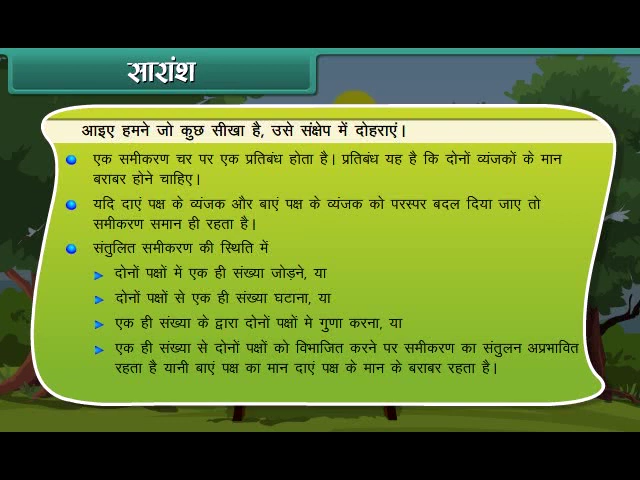 सारांश
आइए हमने जो कुछ सीखा है, उसे संक्षेप में दोहराएं।
एक समीकरण चर पर एक प्रतिबंध होता है। प्रतिबंध यह है कि दोनों व्यंजकों के मान
बराबर होने चाहिए।
यदि दाएं पक्ष के व्यंजक और बाएं पक्ष के व्यंजक को परस्पर बदल दिया जाए तो
समीकरण समान ही रहता है।
संतुलित समीकरण की स्थिति में
दोनों पक्षों में एक ही संख्या जोड़ने, या
दोनों पक्षों से एक ही संख्या घटाना, या
एक ही संख्या के द्वारा दोनों पक्षों मे गुणा करना, या
एक ही संख्या से दोनों पक्षों को विभाजित करने पर समीकरण का संतुलन अप्रभावित
रहता है यानी बाएं पक्ष का मान दाएं पक्ष के मान के बराबर रहता है।